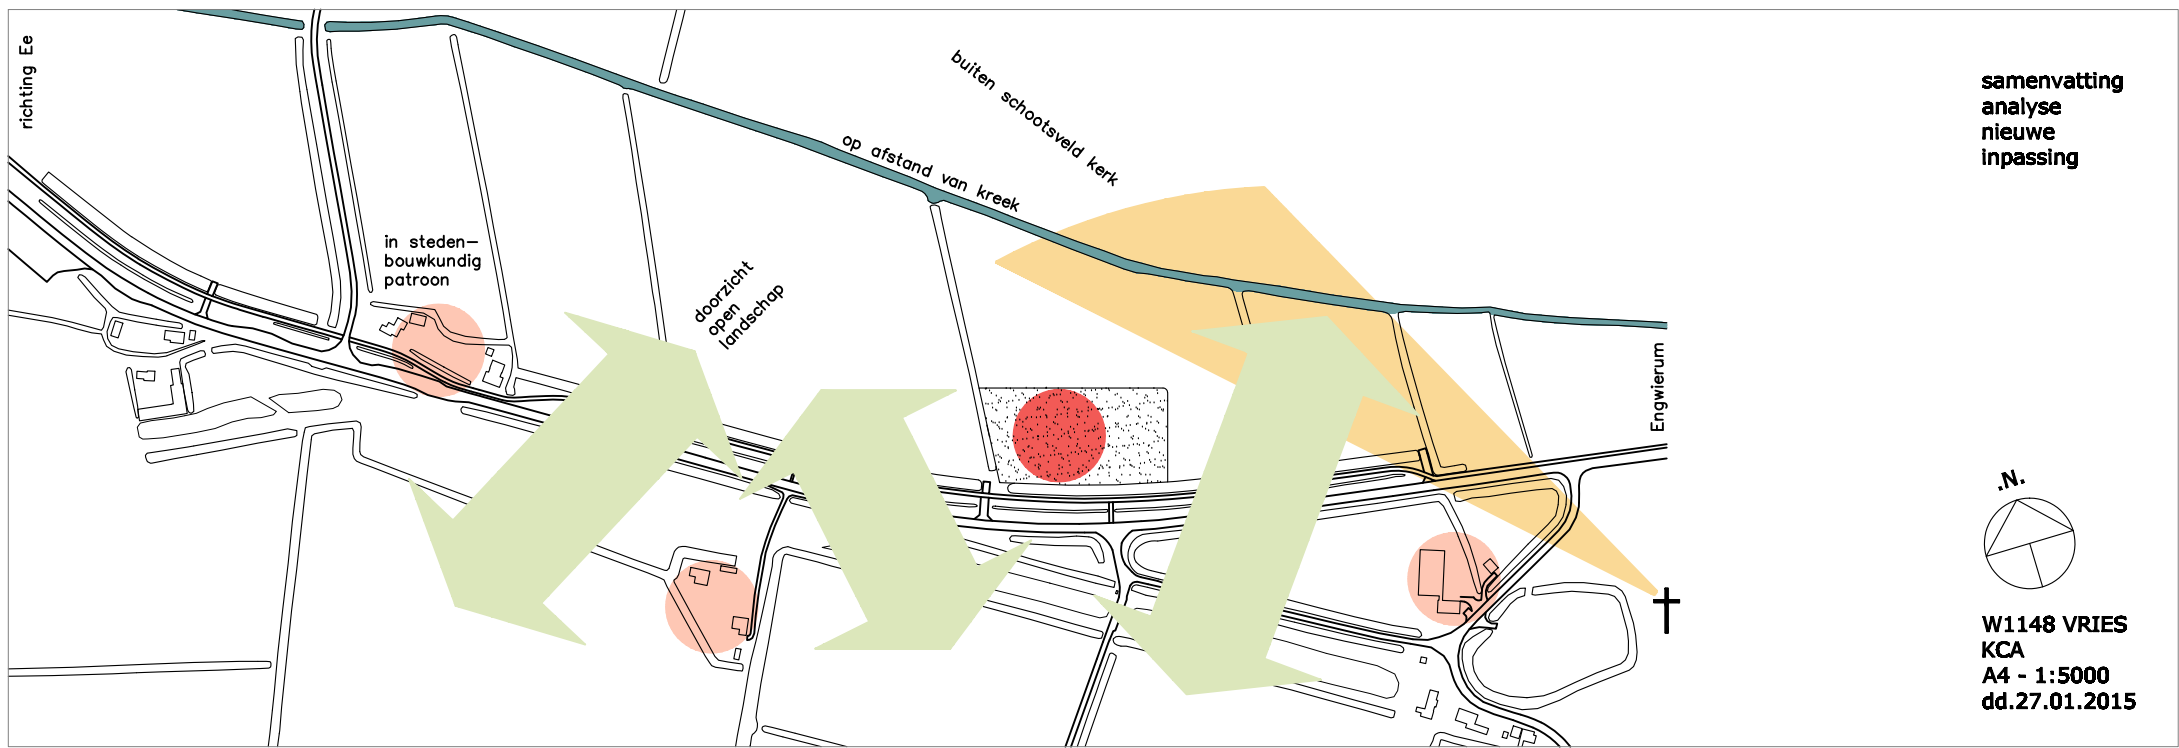 richting Ee
in steden-
bouwkundig
patroon
doorzicht
open
landschap
op afstand van kreek
buiten schootsveld kerk
Engwierum
samenvatting
analyse
nieuwe
inpassing
.N.
W1148 VRIES
KCA
A4 - 1:5000
dd.27.01.2015